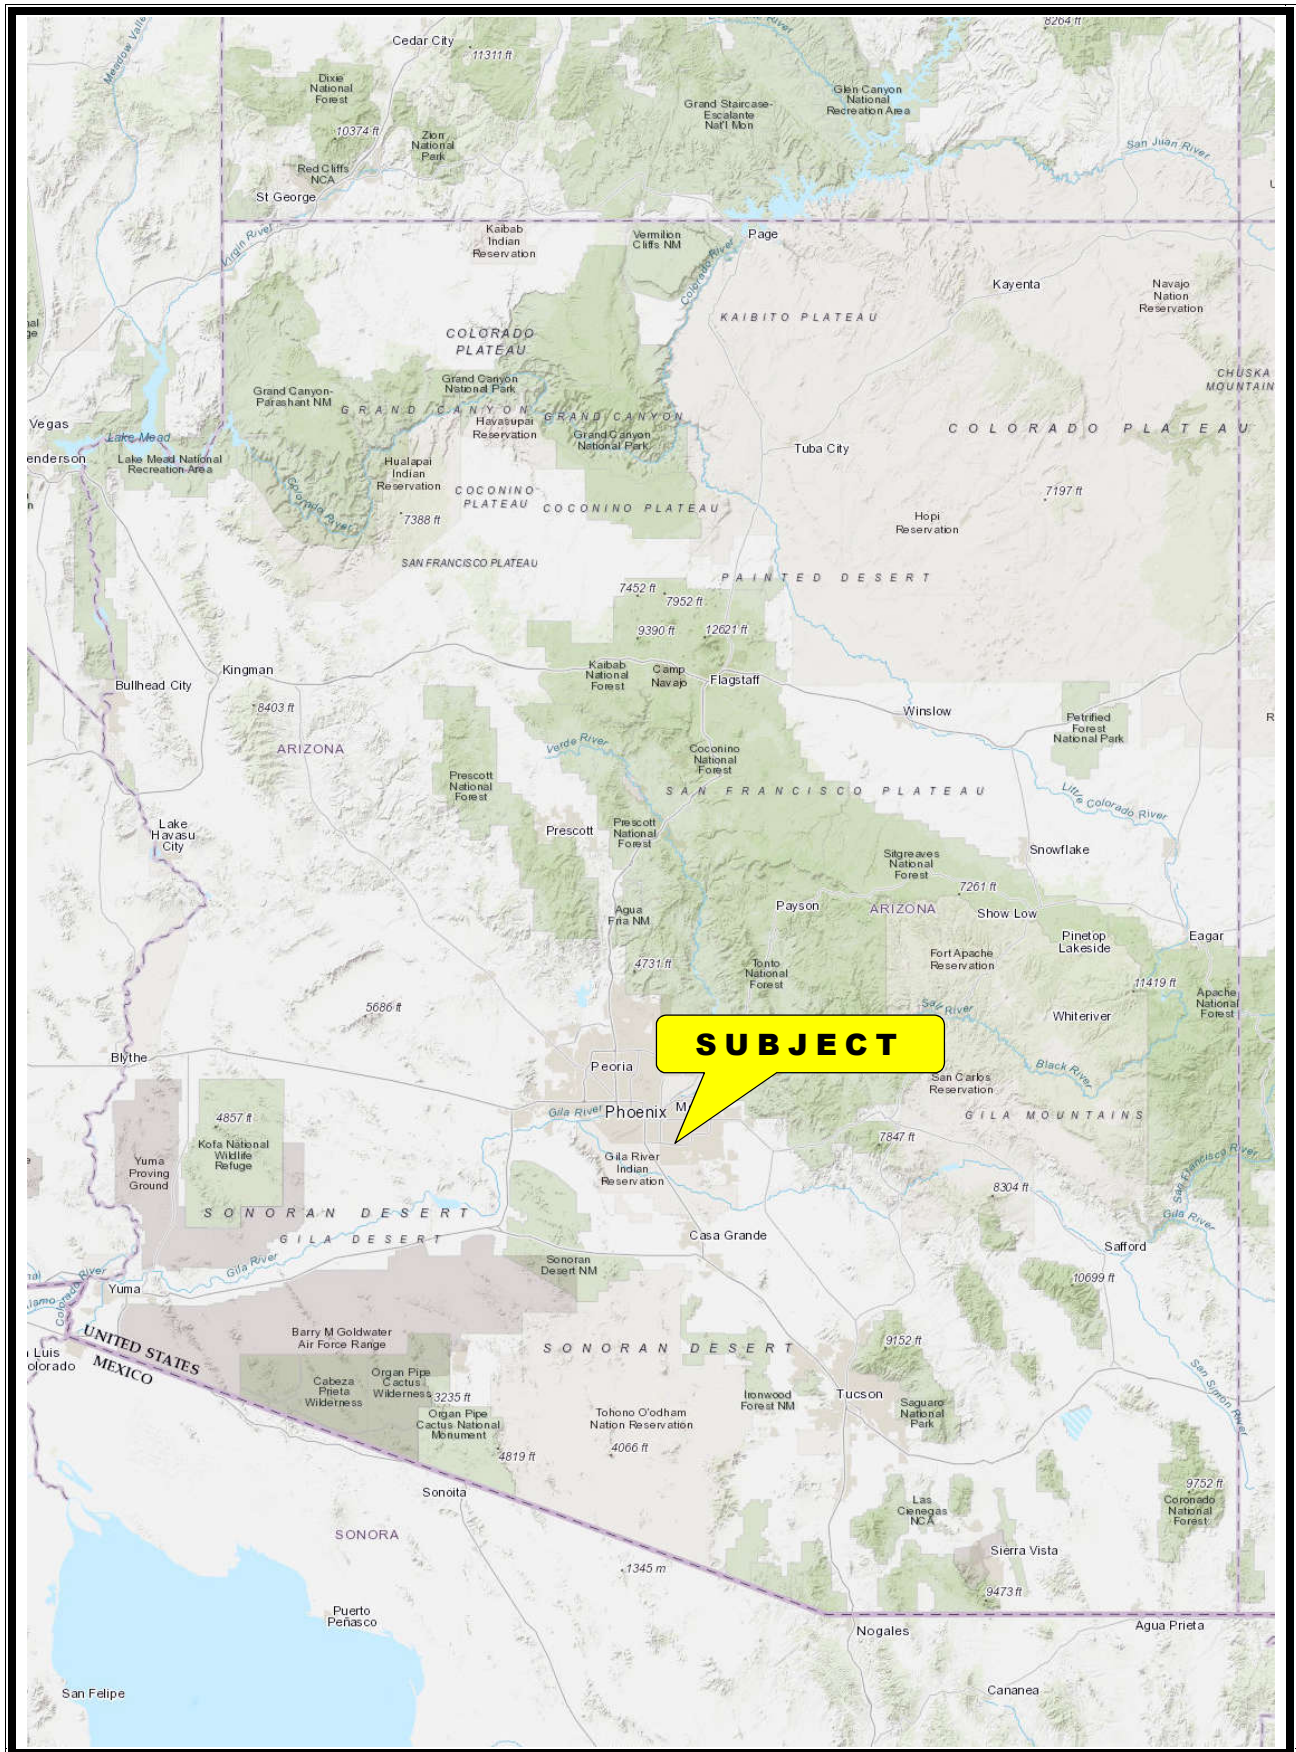 8264 ft
Cedar City
11311 ft
Meadow Valle
Dixie
National
Forest
Glen Canyon
National
Recreation Area
Grand Staircase-
Escalante
Nat'l Mon
10374 ft
Zion
National
Park
San Juan River
Red Cliffs
NCA
St George
Virgin River
Kaibab
Indian
Reservation
Vermilion
Cliffs NM
Page
Colorado River
Kayenta
Navajo
Nation
Reservation
KAIBITO PLATEAU
COLORADO
PLATEAU
CHUSKA
MOUNTAIN
Grand Canyon-
Parashant NM
Grand Canyon
National Park
GRAND CANYON
Havasupai
Reservation
GRAND CANYON
Grand Canyon
National Park
Vegas
Lake Mead
enderson
Lake Mead National
Recreation Area
COLORADO PLATEAU
Tuba City
Hualapai
Indian
Reservation
Colorado River
COCONINO
PLATEAU
COCONINO PLATEAU
7197 ft
7388 ft
Hopi
Reservation
SAN FRANCISCO PLATEAU
PAINTED DESERT
7452 ft
7952 ft
9390 ft
12621 ft
Kingman
Kaibab
National
Forest
Camp
Navajo
Flagstaff
Bullhead City
8403 ft
Winslow
Petrified
Forest
National Park
R
ARIZONA
Verde River
Coconino
National
Forest
Prescott
National
Forest
SAN FRANCISCO PLATEAU
Little Colorado River
Lake
Havasu
City
Prescott
Prescott
National
Forest
Snowflake
Sitgreaves
National
Forest
7261 ft
Agua
Fria NM
Payson
ARIZONA
Show Low
Pinetop
Lakeside
Eagar
Fort Apache
Reservation
4731 ft
Tonto
National
Forest
11419 ft
Apache
National
Forest
5686 ft
Salt River
Whiteriver
SUBJECT
Blythe
Peoria
Black River
San Carlos
Reservation
Gila River
Phoenix
M
GILA MOUNTAINS
4857 ft
7847 ft
Kofa National
Wildlife
Refuge
Yuma
Proving
Ground
Gila River
Indian
Reservation
San Francisco River
8304 ft
SONORAN DESERT
Gila River
GILA DESERT
Casa Grande
Safford
Gila River
Sonoran
Desert NM
10699 ft
Colorado River
Alamo
Yuma
UNITED STATES
MEXICO
Barry M Goldwater
Air Force Range
SONORAN DESERT
9152 ft
Luis
olorado
San Simon River
Cabeza
Prieta
Wilderness
Organ Pipe
Cactus
Wilderness
3235 ft
Ironwood
Forest NM
Tucson
Saguaro
National
Park
Organ Pipe
Cactus National
Monument
Tohono O'odham
Nation Reservation
4066 ft
4819 ft
Sonoita
9752 ft
Las
Cienegas
NCA
Coronado
National
Forest
SONORA
Sierra Vista
1345 m
9473 ft
Puerto
Peñasco
Nogales
Agua Prieta
San Felipe
Cananea